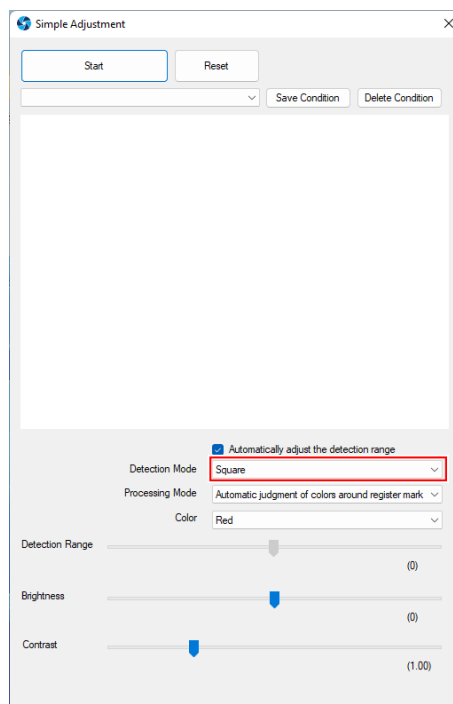 Simple Adjustment
Start
Reset
Save Condition
Delete Condition
Automatically adjust the detection range
Detection Mode
Square
Processing Mode
Automatic judgment of colors around register mark
Color
Red
Detection Range
(0)
Brightness
(0)
Contrast
(1.00)